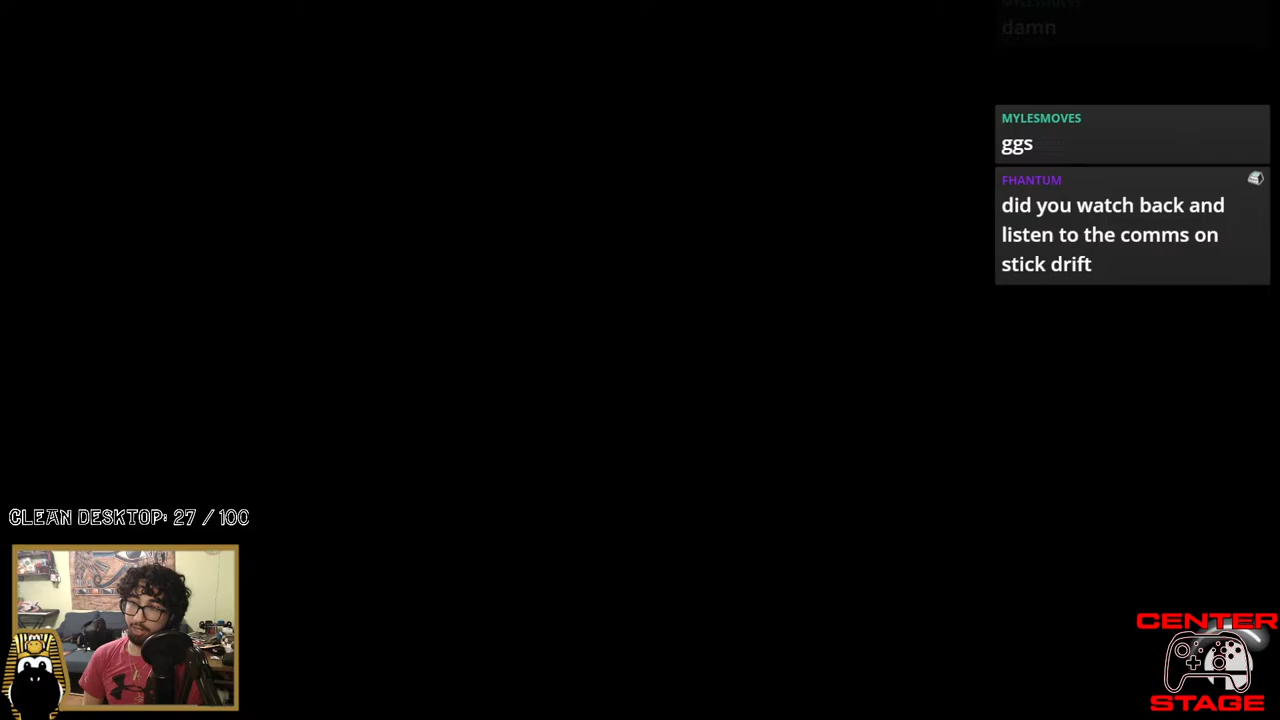 damn
MYLESMOVES
ggs
FHANTUM
did you watch back and
listen to the comms on
stick drift
CLEAN DESKTOP: 27 / 100
CENTER
STAGE